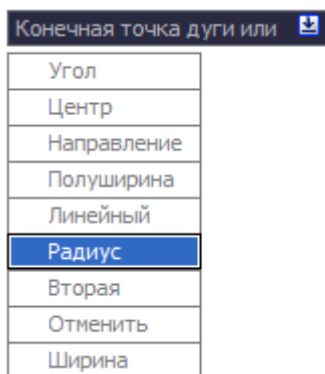 Конечная точка дуги или
Угол
Центр
Направление
Полуширина
Линейный
Радиус
Вторая
Отменить
Ширина